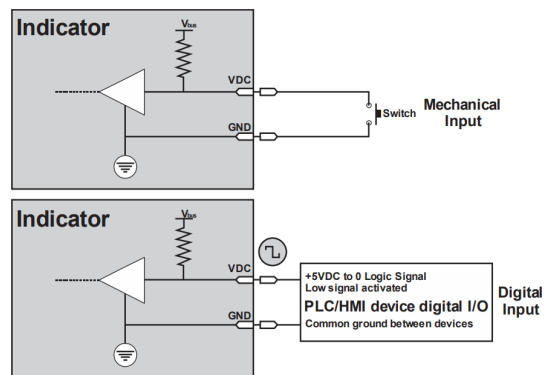 Indicator
Vbus
VDC
GND
Switch
Mechanical
Input
Indicator
Vbus
VDC
GND
+5VDC to 0 Logic Signal
Low signal activated
PLC/HMI device digital I/O
Common ground between devices
Digital
Input